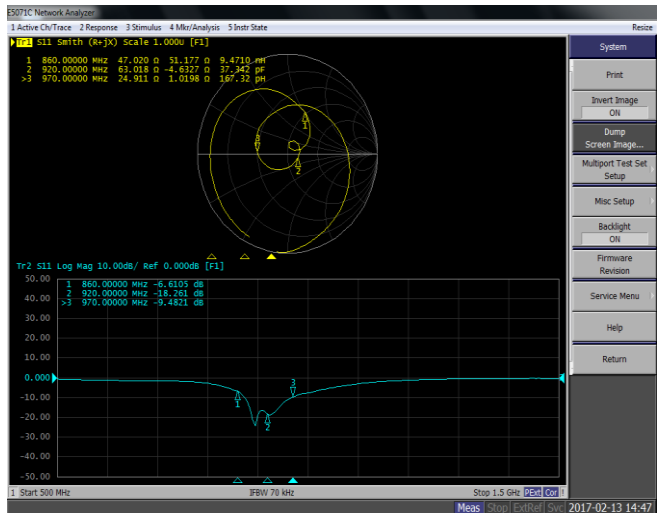 E5071C Network Analyzer
1 Active Ch/Trace 2 Response 3 Stimulus 4 Mkr/Analysis 5 Instr State
Resize
Tr1 S11 Smith (R+jX) Scale 1.000U [F1]
1 860.00000 MHz 47.020 Ω 51.177 Ω 9.4710 nH
2 920.00000 MHz 63.018 Ω -4.6327 Ω 37.342 pF
>3 970.00000 MHz 24.911 Ω 1.0198 Ω 167.32 pH
1
2
3
Tr2 S11 Log Mag 10.00dB/ Ref 0.000dB [F1]
50.00
1 860.00000 MHz -6.6105 dB
2 920.00000 MHz -18.261 dB
>3 970.00000 MHz -9.4821 dB
40.00
30.00
20.00
10.00
0.000
-10.00
-20.00
-30.00
-40.00
-50.00
1
2
3
1 Start 500 MHz
IFBW 70 kHz
Stop 1.5 GHz PExt Cor !
System
Print
Invert Image
ON
Dump
Screen Image...
Multiport Test Set
Setup
Misc Setup
Backlight
ON
Firmware
Revision
Service Menu
Help
Return
Meas Stop ExtRef Svc 2017-02-13 14:47